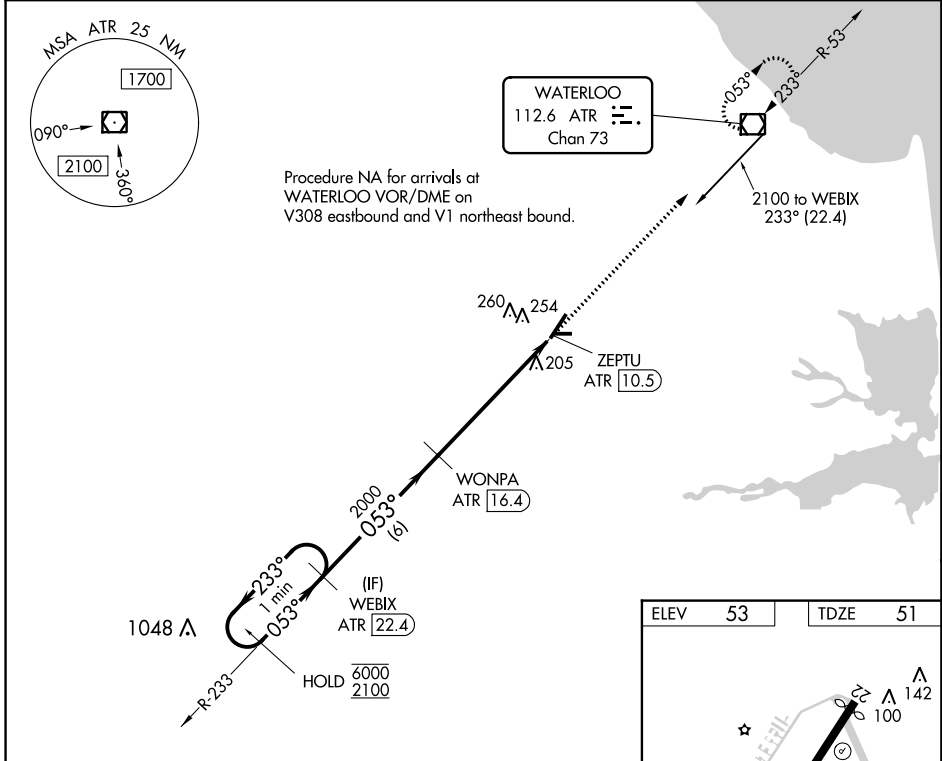 MSA ATR 25 NM
1700
090°
2100
360°
WATERLOO
112.6 ATR
Chan 73
R-53
053°
233°
2100 to WEBIX
233° (22.4)
Procedure NA for arrivals at
WATERLOO VOR/DME on
V308 eastbound and V1 northeast bound.
260
254
205
ZEPTU
ATR 10.5
WONPA
ATR 16.4
2000
053°
(6)
(IF)
WEBIX
ATR 22.4
233°
1 min
053°
1048
HOLD 6000
2100
R-233
ELEV 53
TDZE 51
22
142
100